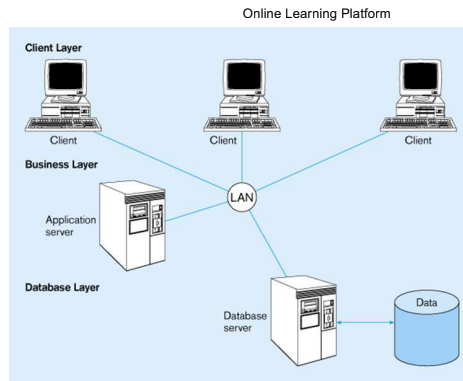 Online Learning Platform
Client Layer
Client
Client
Client
Business Layer
LAN
Application
server
Database Layer
Database
server
Data